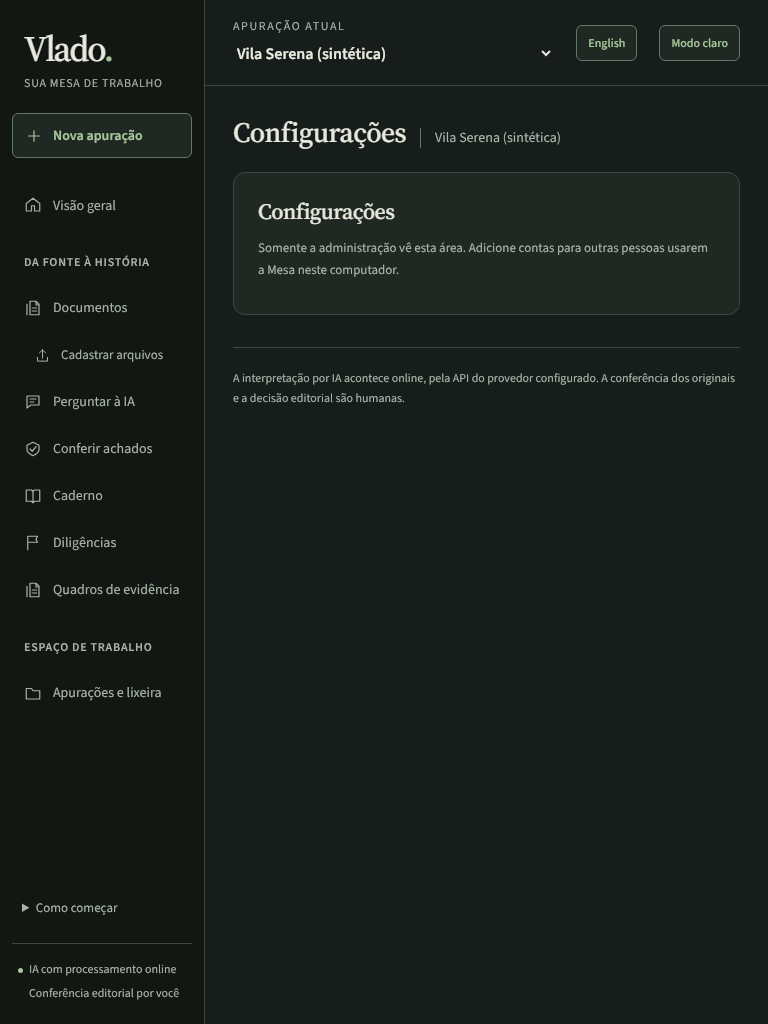 Vlado.
SUA MESA DE TRABALHO
Nova apuração
Visão geral
DA FONTE À HISTÓRIA
Documentos
Cadastrar arquivos
Perguntar à IA
Conferir achados
Caderno
Diligências
Quadros de evidência
ESPAÇO DE TRABALHO
Apurações e lixeira
Como começar
IA com processamento online
Conferência editorial por você
APURAÇÃO ATUAL
Vila Serena (sintética)
English
Modo claro
Configurações
Vila Serena (sintética)
Configurações
Somente a administração vê esta área. Adicione contas para outras pessoas usarem
a Mesa neste computador.
A interpretação por IA acontece online, pela API do provedor configurado. A conferência dos originais
e a decisão editorial são humanas.